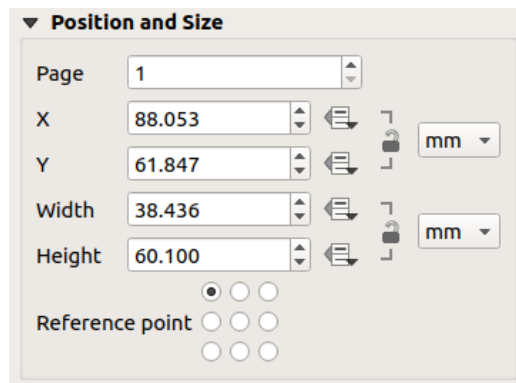 Position and Size
Page 1
X 88.053
mm
Y 61.847
Width 38.436
mm
Height 60.100
Reference point